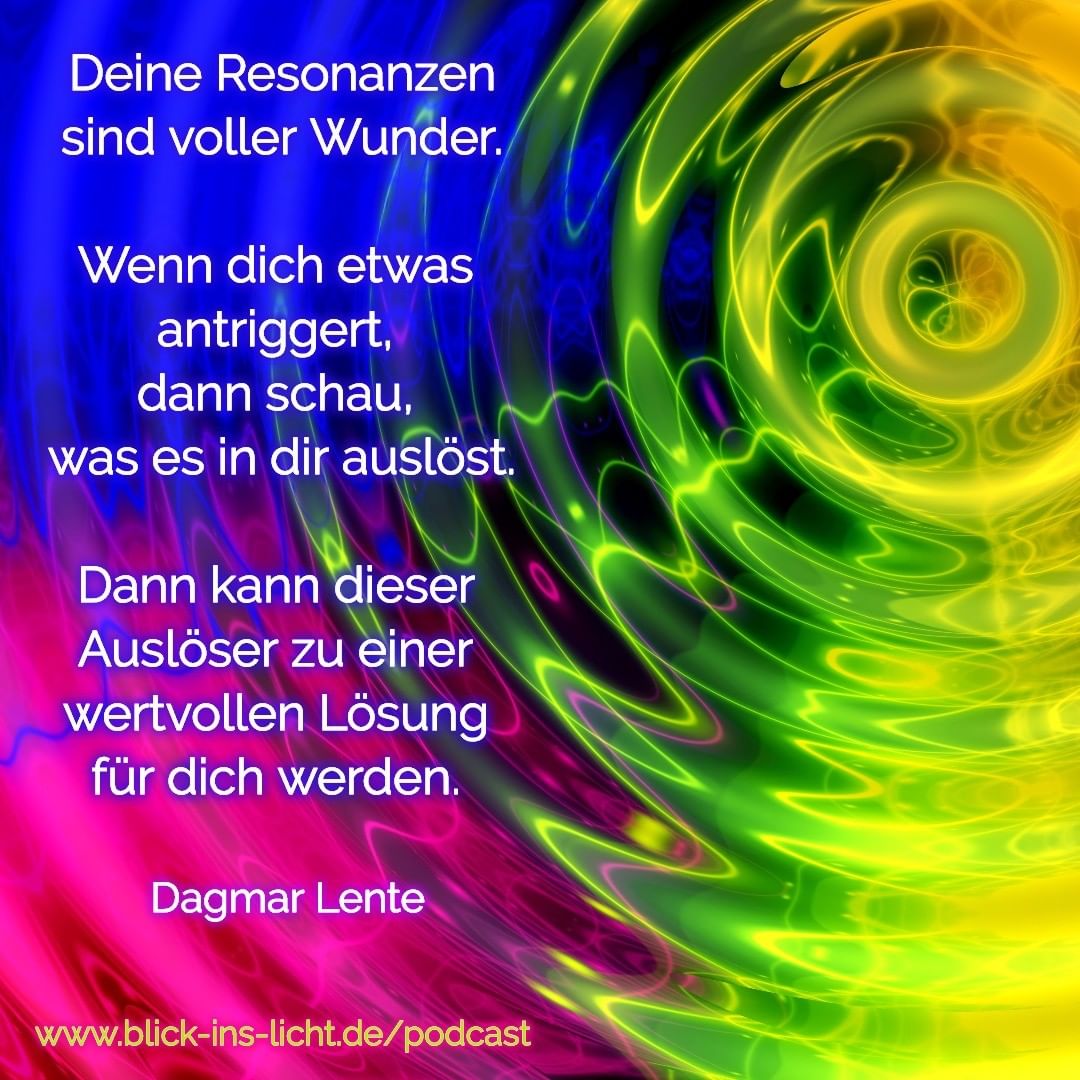 Deine Resonanzen
sind voller Wunder.
Wenn dich etwas
antriggert,
dann schau,
was es in dir auslöst.
Dann kann dieser
Auslöser zu einer
wertvollen Lösung
für dich werden.
Dagmar Lente
www.blick-ins-licht.de/podcast